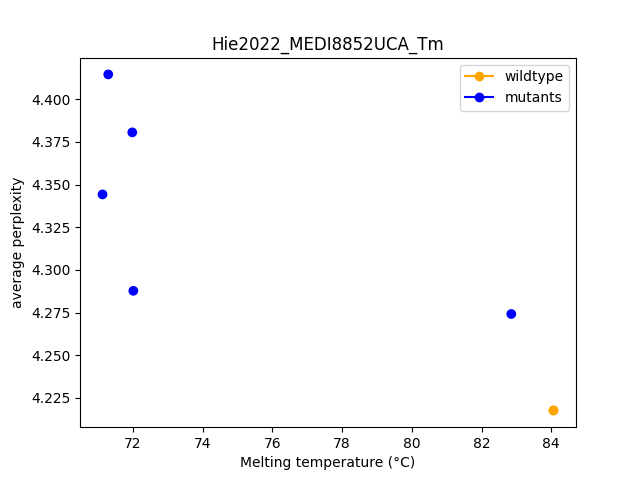 Hie2022_MEDI8852UCA_Tm
wildtype
mutants
4.400
4.375
4.350
4.325
4.300
4.275
4.250
4.225
average perplexity
72 74 76 78 80 82 84
Melting temperature (°C)